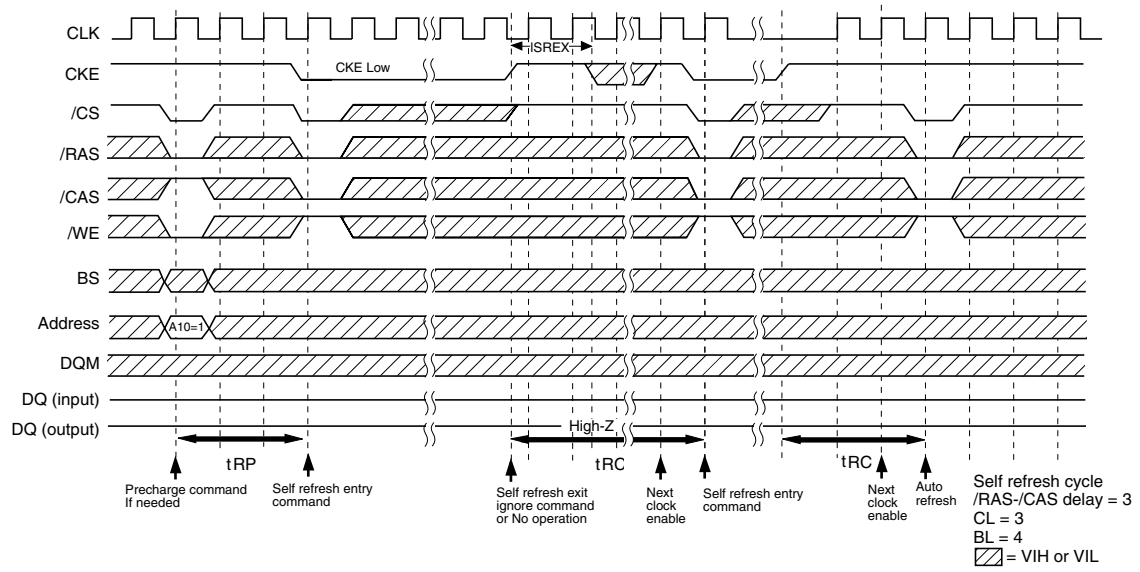 CLK
lSREX
CKE
CKE Low
/CS
/RAS
/CAS
/WE
BS
Address
A10=1
DQM
DQ (input)
DQ (output)
High-Z
tRP
tRC
tRC
Precharge command
If needed
Self refresh entry
command
Self refresh exit
ignore command
or No operation
Next
clock
enable
Self refresh entry
command
Next
clock
enable
Auto
refresh
Self refresh cycle
/RAS-/CAS delay = 3
CL = 3
BL = 4
= VIH or VIL